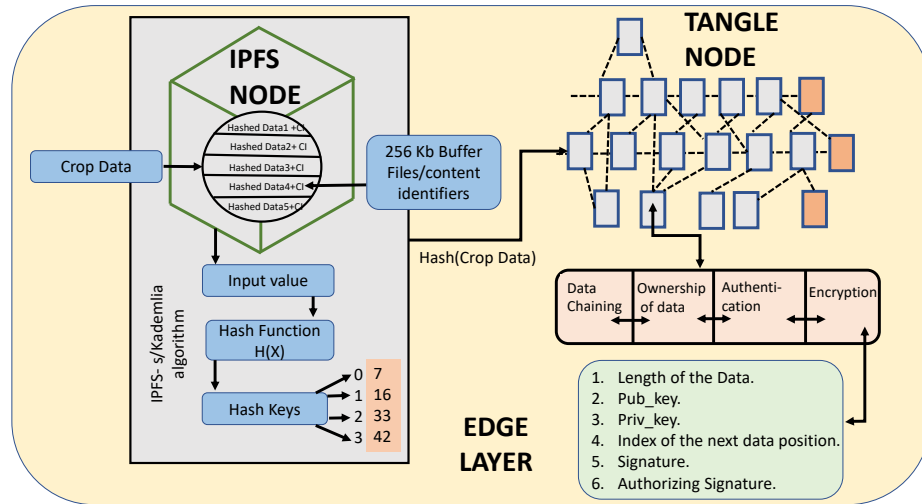 IPFS
NODE
Hashed Data1 +CI
Hashed Data2+ CI
Hashed Data3+CI
Hashed Data4+CI
Hashed Data5+CI
Crop Data
256 Kb Buffer
Files/content
identifiers
Input value
Hash Function
H(X)
Hash Keys
0 7
1 16
2 33
3 42
IPFS- s/Kademlia
algorithm
Hash(Crop Data)
TANGLE
NODE
Data
Chaining
Ownership
of data
Authenti-
cation
Encryption
1. Length of the Data.
2. Pub_key.
3. Priv_key.
4. Index of the next data position.
5. Signature.
6. Authorizing Signature.
EDGE
LAYER